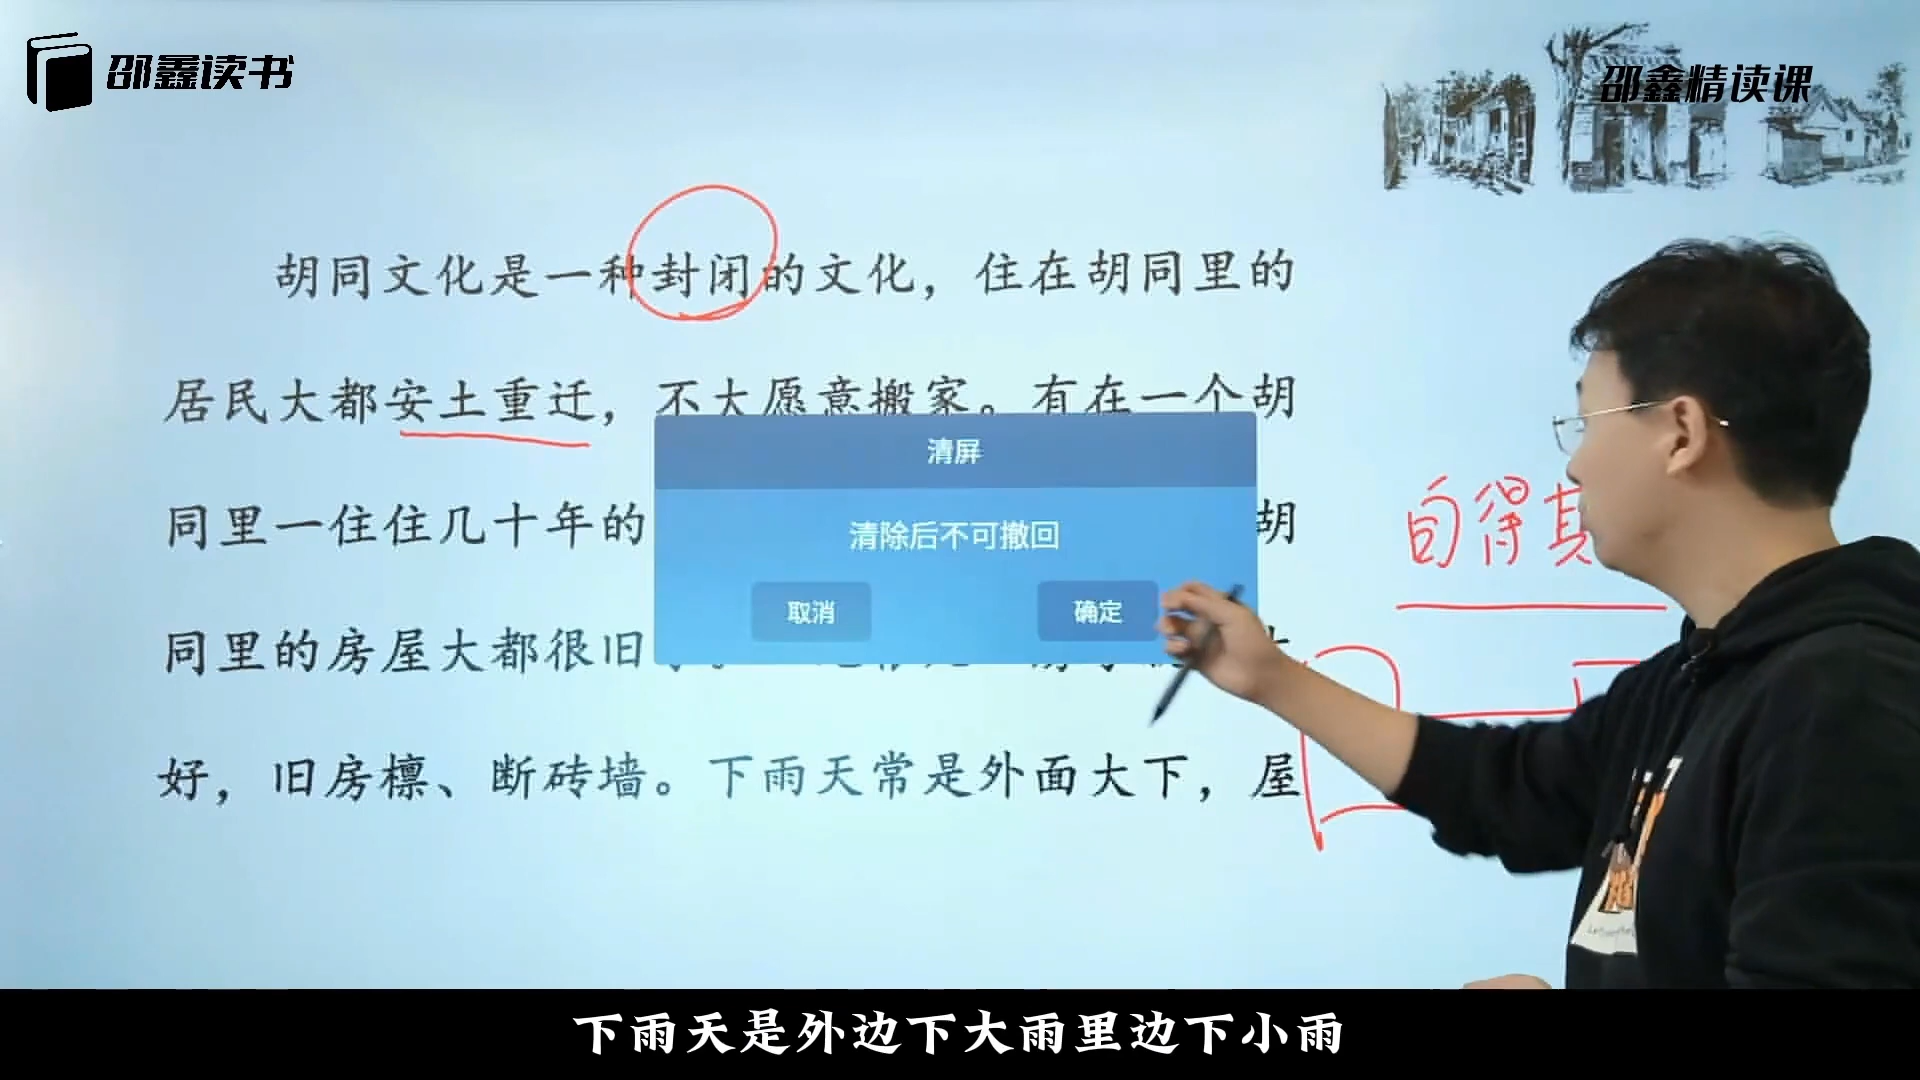 邵鑫读书
邵鑫精读课
胡同文化是一种封闭的文化，住在胡同里的
居民大都安土重迁，不大愿意搬家。有在一个胡
同里一住住几十年的
胡
同里的房屋大都很旧
好，旧房檩、断砖墙。下雨天常是外面大下，屋
清屏
清除后不可撤回
取消
确定
自得其
下雨天是外边下大雨里边下小雨